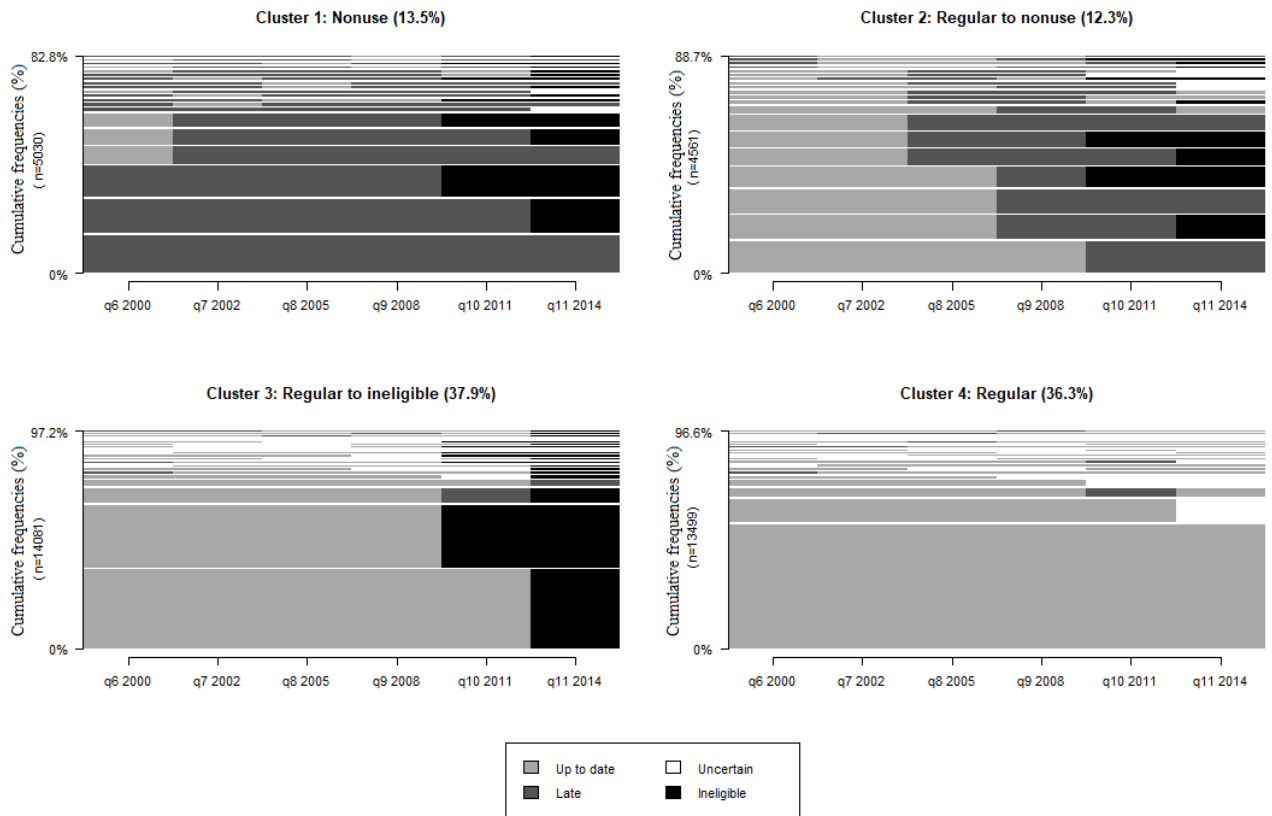 Cluster 1: Nonuse (13.5%)
82.8%
Cumulative frequencies (%)
( n=5030)
0%
q6 2000 q7 2002 q8 2005 q9 2008 q10 2011 q11 2014
Cluster 2: Regular to nonuse (12.3%)
88.7%
Cumulative frequencies (%)
( n=4561)
0%
q6 2000 q7 2002 q8 2005 q9 2008 q10 2011 q11 2014
Cluster 3: Regular to ineligible (37.9%)
97.2%
Cumulative frequencies (%)
( n=14081)
0%
q6 2000 q7 2002 q8 2005 q9 2008 q10 2011 q11 2014
Cluster 4: Regular (36.3%)
96.6%
Cumulative frequencies (%)
( n=13499)
0%
q6 2000 q7 2002 q8 2005 q9 2008 q10 2011 q11 2014
Up to date Uncertain
Late Ineligible